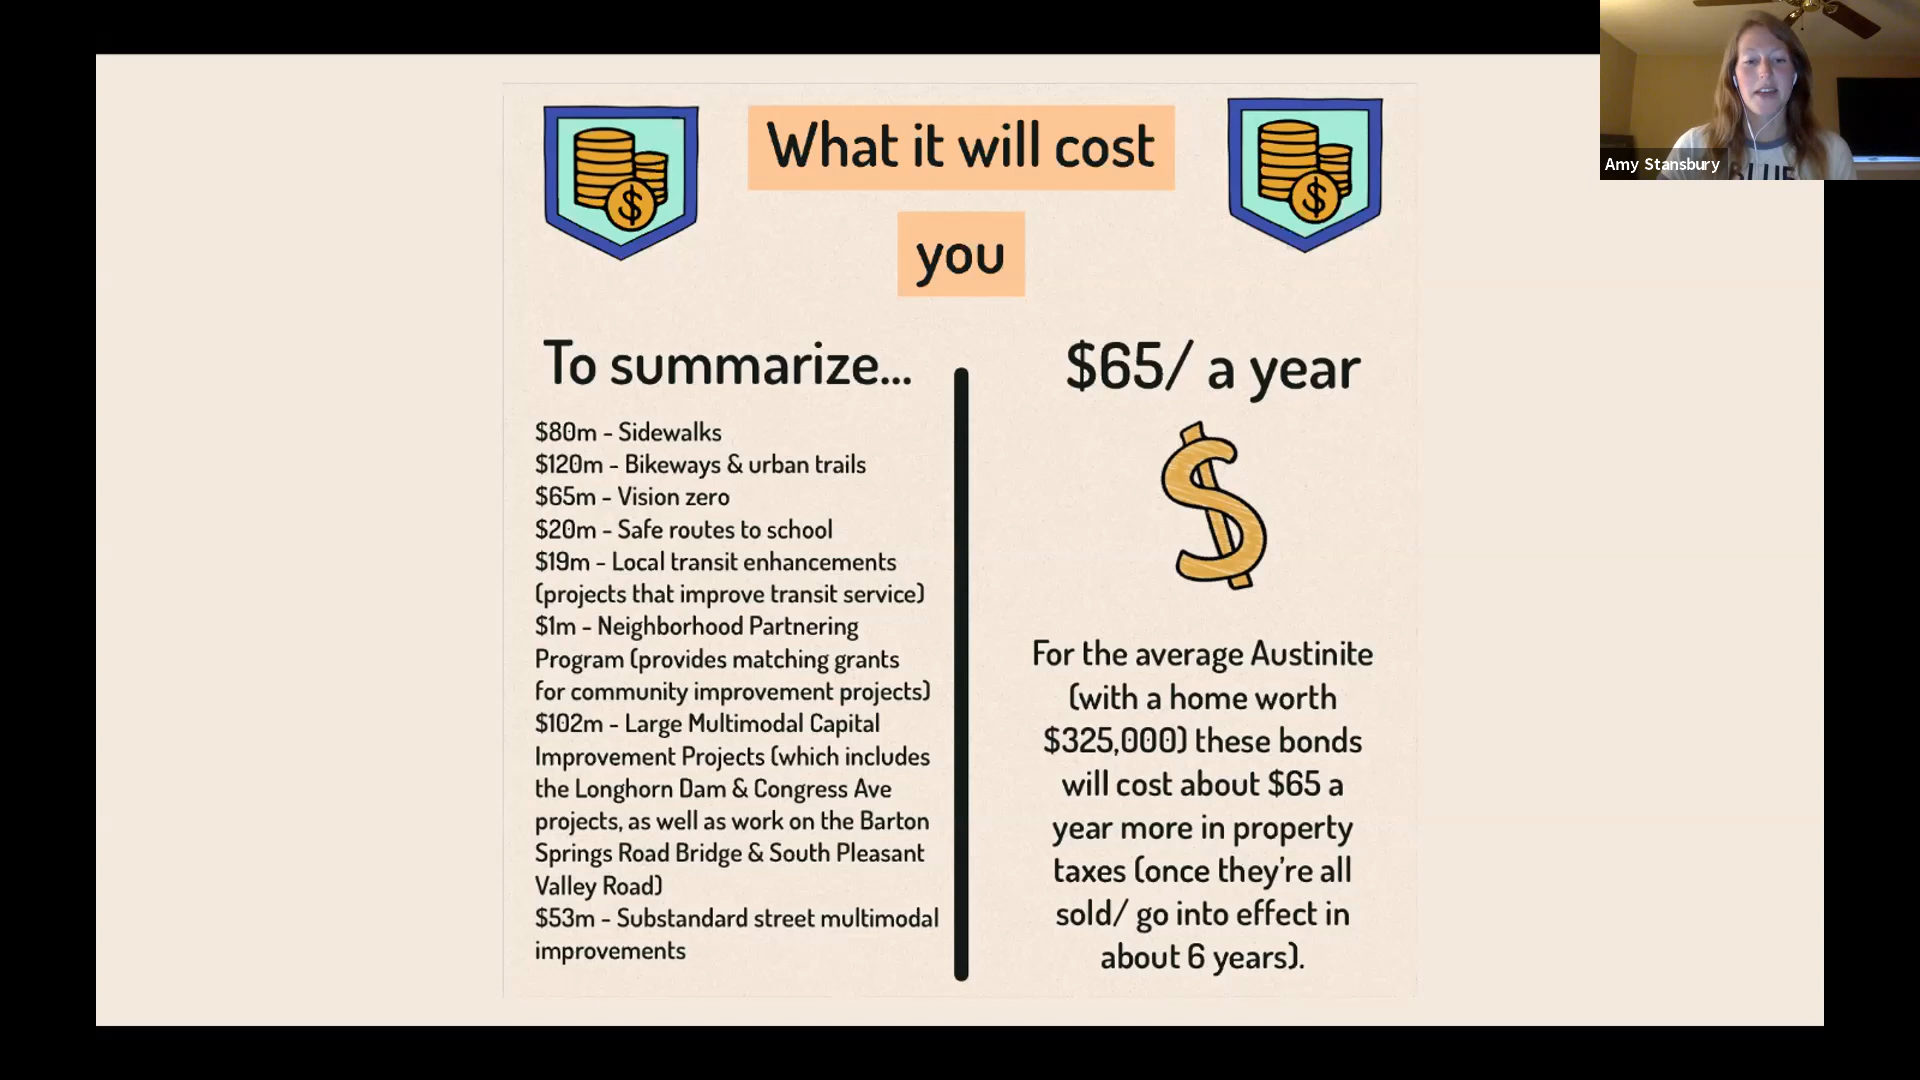 What it will cost
you
To summarize...
$80m - Sidewalks
$120m - Bikeways & urban trails
$65m - Vision zero
$20m - Safe routes to school
$19m - Local transit enhancements
(projects that improve transit service)
$1m - Neighborhood Partnering
Program (provides matching grants
for community improvement projects)
$102m - Large Multimodal Capital
Improvement Projects (which includes
the Longhorn Dam & Congress Ave
projects, as well as work on the Barton
Springs Road Bridge & South Pleasant
Valley Road)
$53m - Substandard street multimodal
improvements
$65/ a year
For the average Austinite
(with a home worth
$325,000) these bonds
will cost about $65 a
year more in property
taxes (once they're all
sold/ go into effect in
about 6 years).
Amy Stansbury